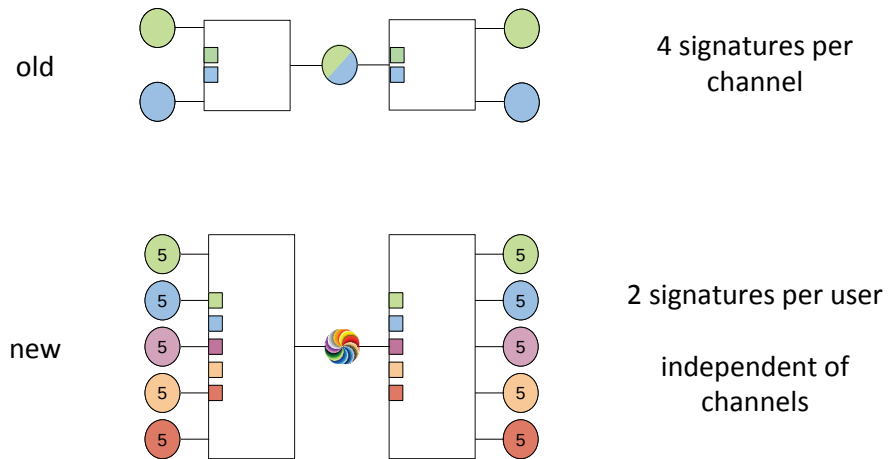 old
4 signatures per
channel
5 5
5 5
2 signatures per user
new
5 5
independent of
channels
5 5
5 5